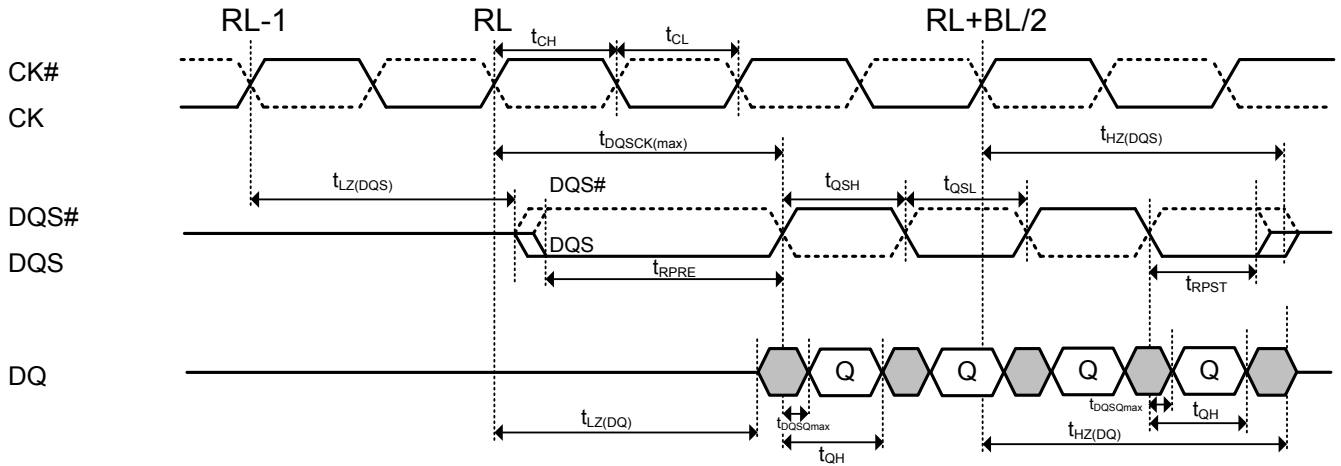 RL-1 RL RL+BL/2
tCH tCL
CK#
CK
tDQSCK(max) tHZ(DQS)
tLZ(DQS) DQS# tQSH tQSL
DQS#
DQS
DQS
tRPRE tRPST
DQ Q Q Q Q
tLZ(DQ) tDQSQmax tQH tHZ(DQ) tDQSQmax tQH